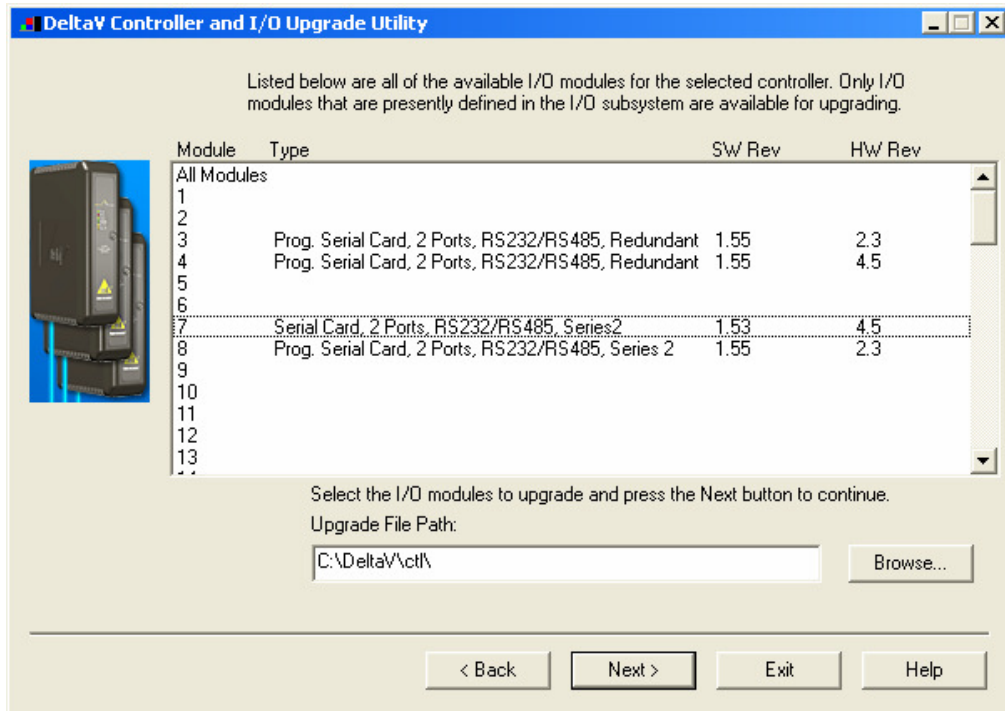 DeltaV Controller and I/O Upgrade Utility
Listed below are all of the available I/O modules for the selected controller. Only I/O
modules that are presently defined in the I/O subsystem are available for upgrading.
Module Type SW Rev HW Rev
All Modules
1
2
3 Prog. Serial Card, 2 Ports, RS232/RS485, Redundant 1.55 2.3
4 Prog. Serial Card, 2 Ports, RS232/RS485, Redundant 1.55 4.5
5
6
7 Serial Card, 2 Ports, RS232/RS485, Series2 1.53 4.5
8 Prog. Serial Card, 2 Ports, RS232/RS485, Series 2 1.55 2.3
9
10
11
12
13
Select the I/O modules to upgrade and press the Next button to continue.
Upgrade File Path:
C:\DeltaV\ctl\
Browse...
< Back Next > Exit Help